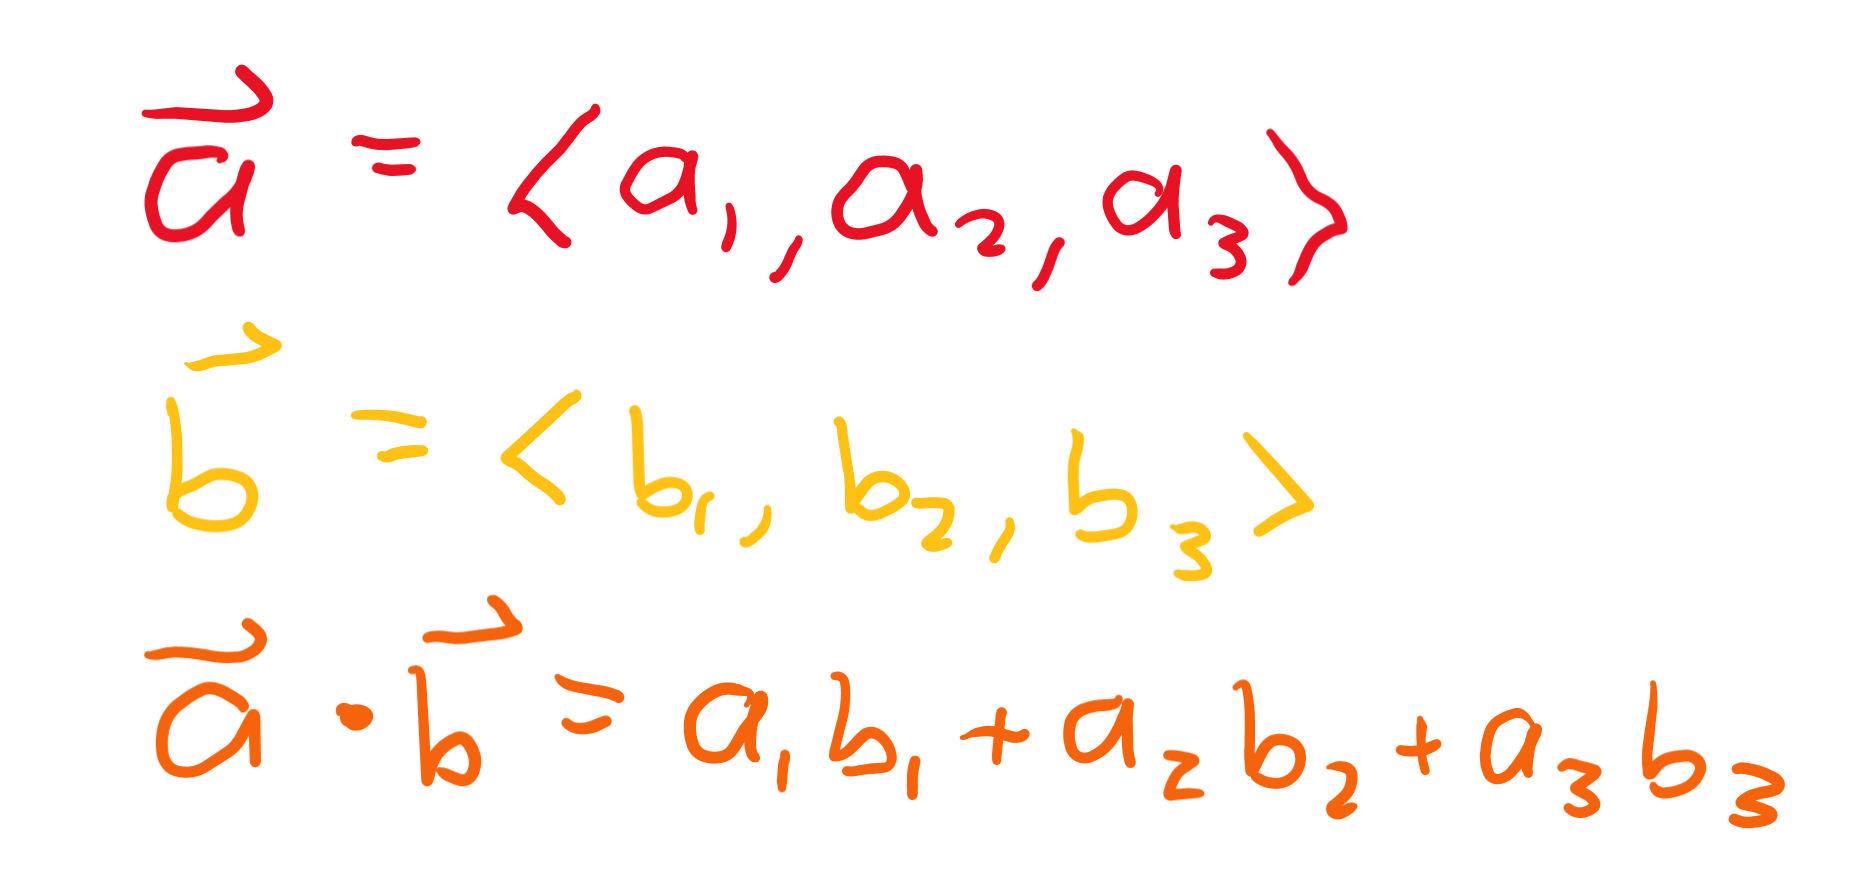 a⃗ = ⟨a₁, a₂, a₃⟩
b⃗ = <b₁, b₂, b₃>
a⃗ · b⃗ = a₁b₁ + a₂b₂ + a₃b₃